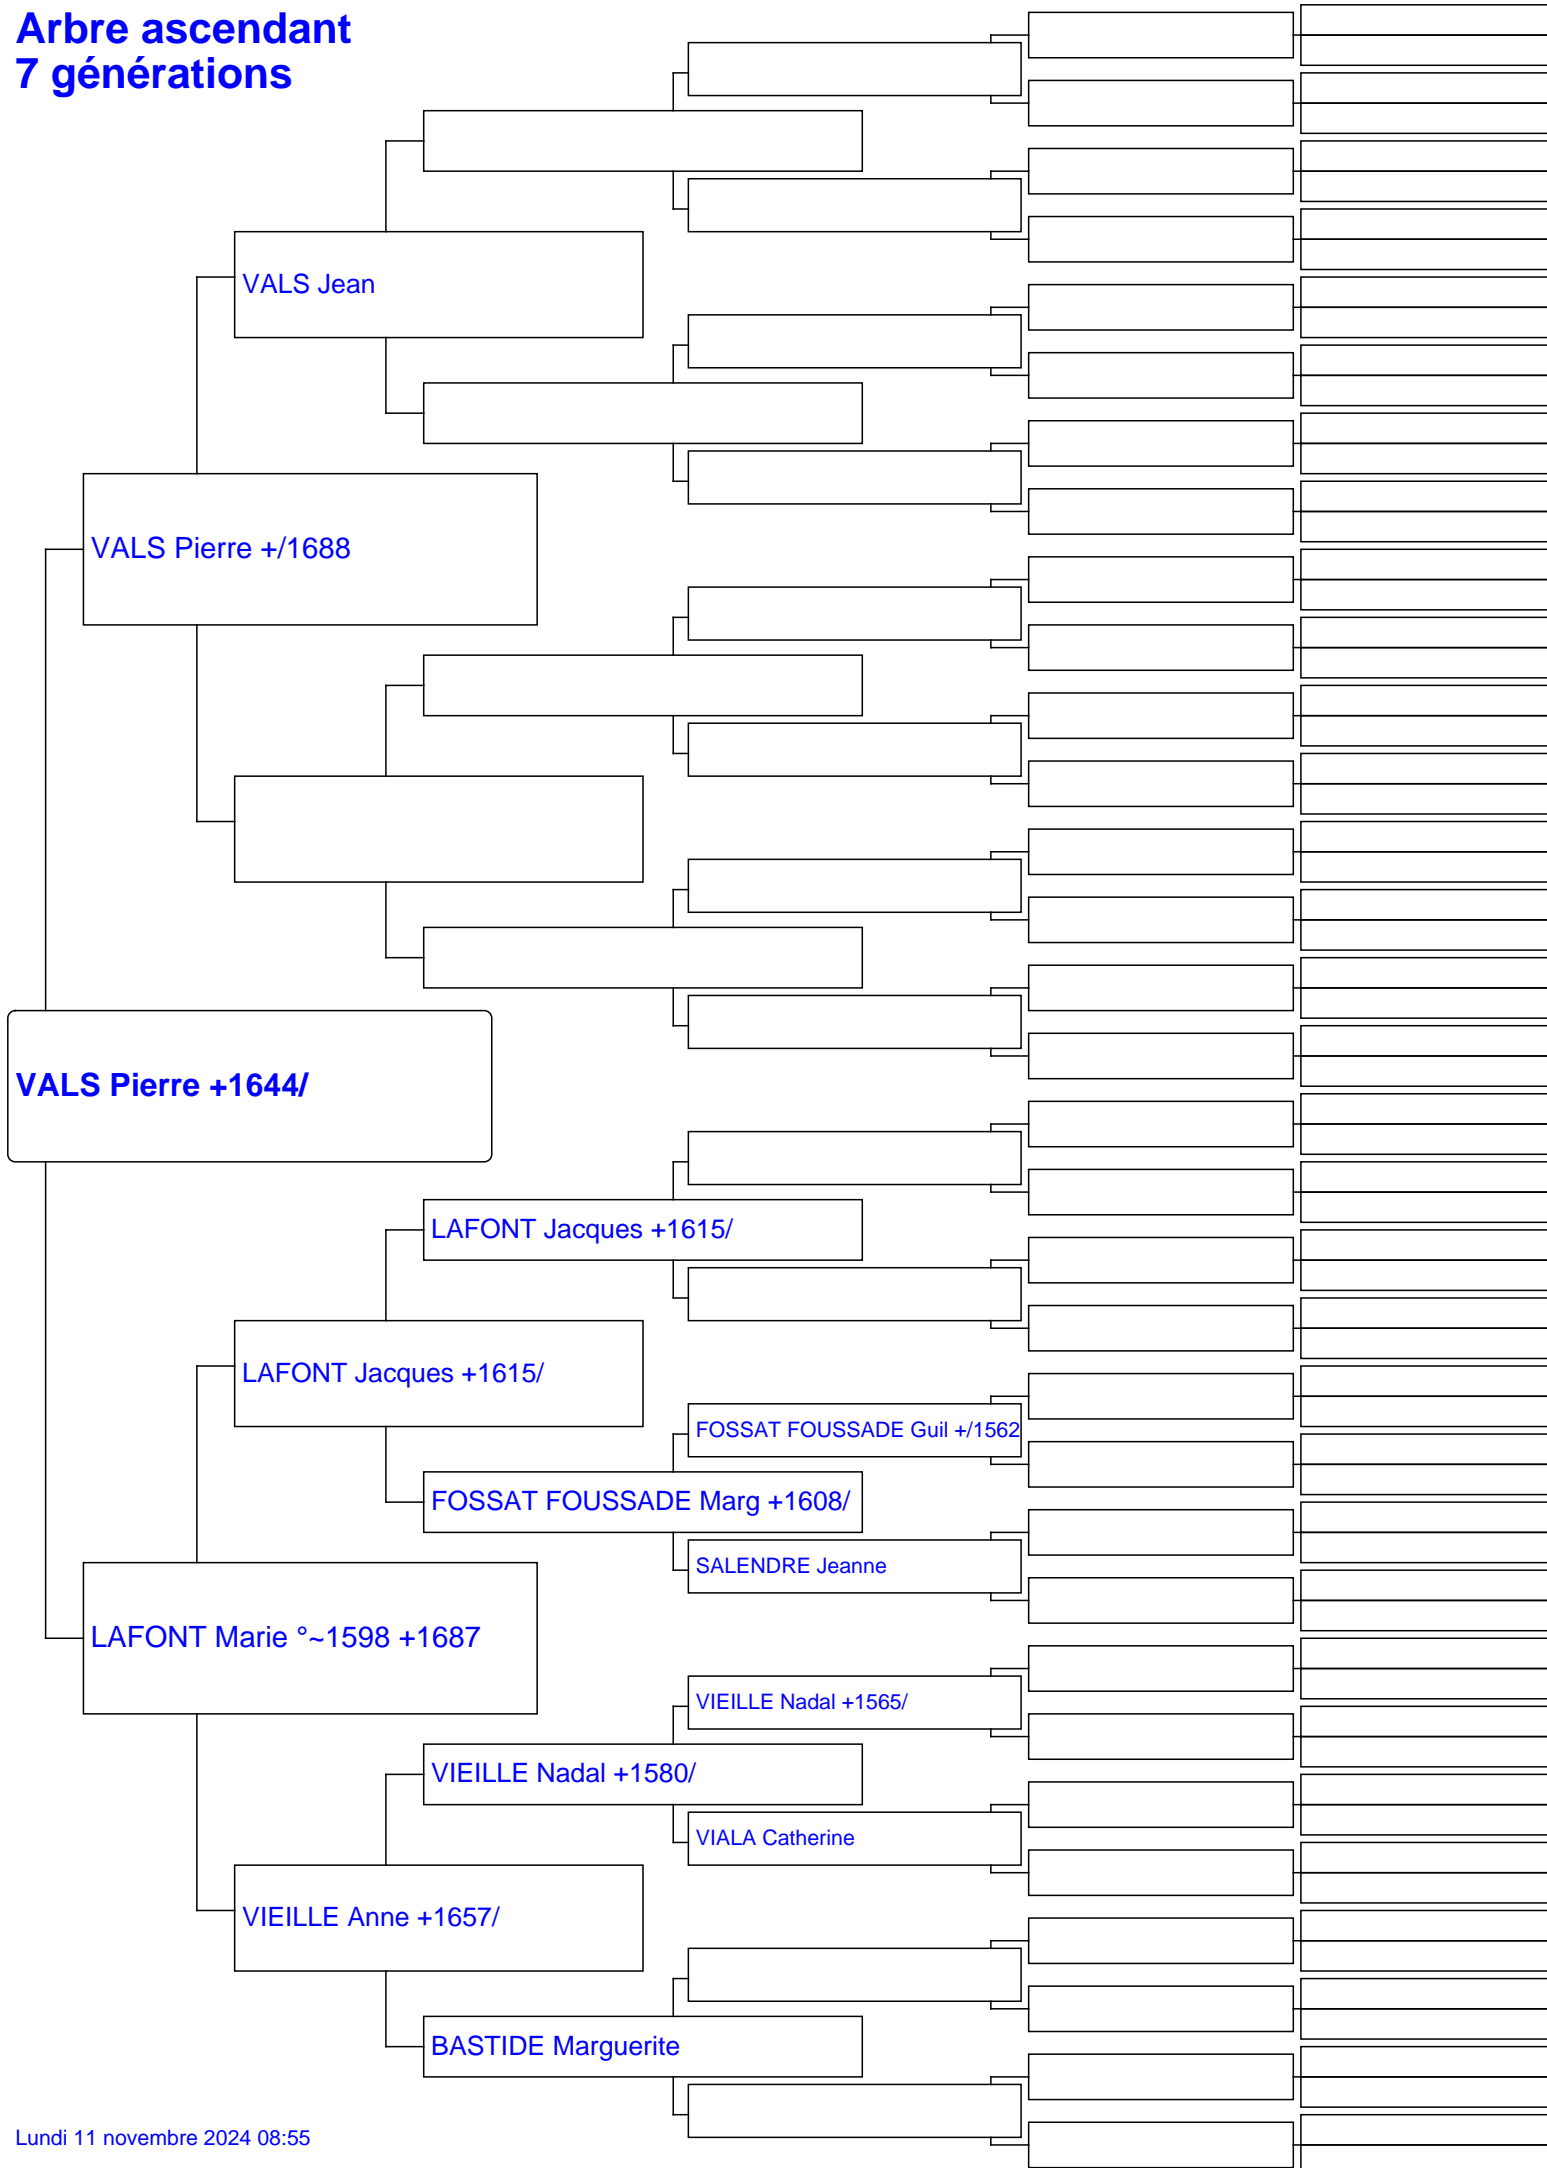 Arbre ascendant
7 générations
VALS Jean
VALS Pierre +/1688
VALS Pierre +1644/
LAFONT Jacques +1615/
LAFONT Jacques +1615/
FOSSAT FOUSSADE Guil +/1562
FOSSAT FOUSSADE Marg +1608/
SALENDRE Jeanne
LAFONT Marie °~1598 +1687
VIEILLE Nadal +1565/
VIEILLE Nadal +1580/
VIALA Catherine
VIEILLE Anne +1657/
BASTIDE Marguerite
Lundi 11 novembre 2024 08:55